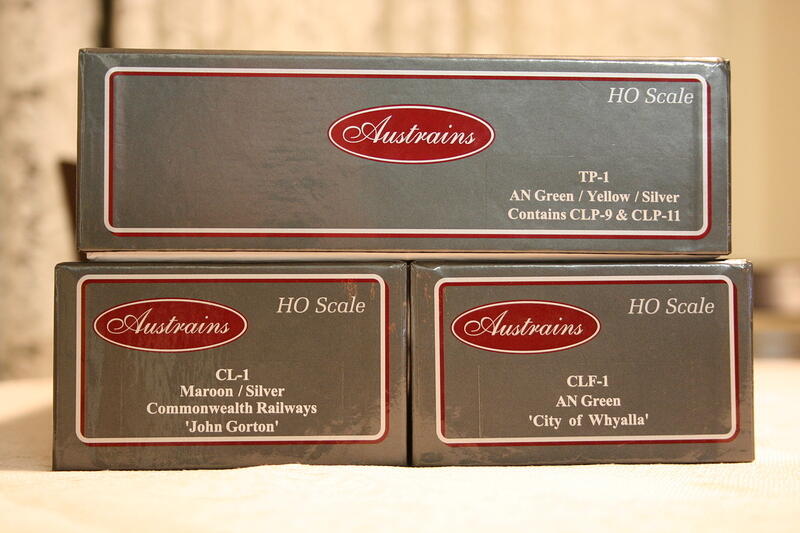 HO Scale
Austrains
TP-1
AN Green / Yellow / Silver
Contains CLP-9 & CLP-11
HO Scale
Austrains
CL-1
Maroon / Silver
Commonwealth Railways
'John Gorton'
HO Scale
Austrains
CLF-1
AN Green
'City of Whyalla'